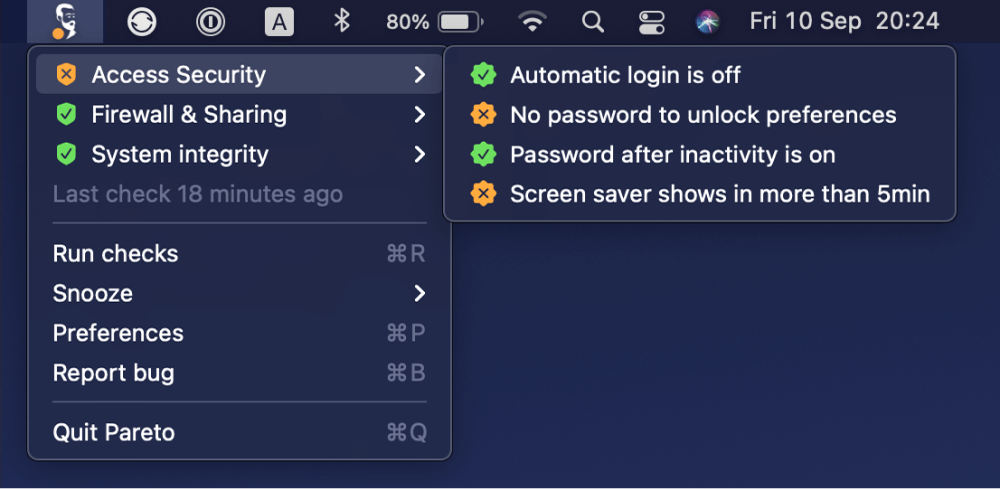 A 80% Fri 10 Sep 20:24
Access Security
Firewall & Sharing
System integrity
Last check 18 minutes ago
Run checks ⌘R
Snooze
Preferences ⌘P
Report bug ⌘B
Quit Pareto ⌘Q
Automatic login is off
No password to unlock preferences
Password after inactivity is on
Screen saver shows in more than 5min